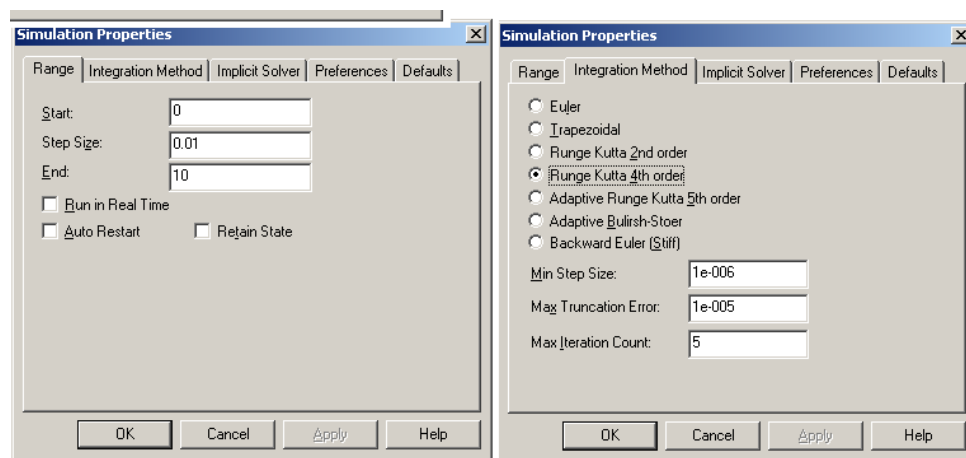 Simulation Properties
Range Integration Method Implicit Solver Preferences Defaults
Start: 0
Step Size: 0.01
End: 10
Run in Real Time
Auto Restart Retain State
OK Cancel Apply Help
Simulation Properties
Range Integration Method Implicit Solver Preferences Defaults
Euler
Trapezoidal
Runge Kutta 2nd order
Runge Kutta 4th order
Adaptive Runge Kutta 5th order
Adaptive Bulirsh-Stoer
Backward Euler (Stiff)
Min Step Size: 1e-006
Max Truncation Error: 1e-005
Max Iteration Count: 5
OK Cancel Apply Help